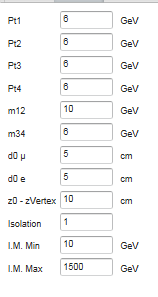 Pt1 6 GeV
Pt2 6 GeV
Pt3 6 GeV
Pt4 6 GeV
m12 10 GeV
m34 6 GeV
d0 μ 5 cm
d0 e 5 cm
z0 - zVertex 10 cm
Isolation 1
I.M. Min 10 GeV
I.M. Max 1500 GeV